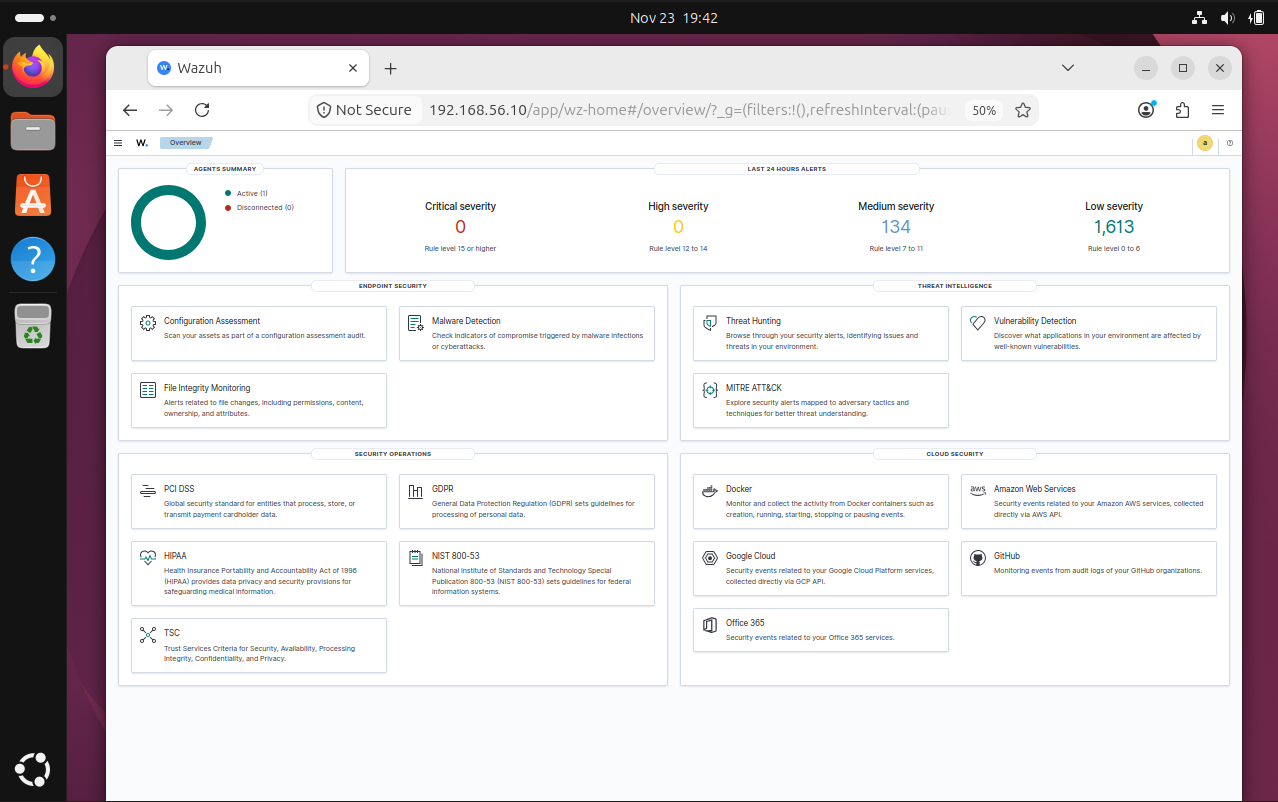 Nov 23 19:42
Wazuh
Not Secure
192.168.56.10/app/wz-home#/overview/?_g=(filters:!(),refreshInterval:(pau
50%
W.
Overview
a
AGENTS SUMMARY
Active (1)
Disconnected (0)
LAST 24 HOURS ALERTS
Critical severity
0
Rule level 15 or higher
High severity
0
Rule level 12 to 14
Medium severity
134
Rule level 7 to 11
Low severity
1,613
Rule level 0 to 6
ENDPOINT SECURITY
Configuration Assessment
Scan your assets as part of a configuration assessment audit.
Malware Detection
Check indicators of compromise triggered by malware infections
or cyberattacks.
File Integrity Monitoring
Alerts related to file changes, including permissions, content,
ownership, and attributes.
THREAT INTELLIGENCE
Threat Hunting
Browse through your security alerts, identifying issues and
threats in your environment.
Vulnerability Detection
Discover what applications in your environment are affected by
well-known vulnerabilities.
MITRE ATT&CK
Explore security alerts mapped to adversary tactics and
techniques for better threat understanding.
SECURITY OPERATIONS
PCI DSS
Global security standard for entities that process, store, or
transmit payment cardholder data.
GDPR
General Data Protection Regulation (GDPR) sets guidelines for
processing of personal data.
HIPAA
Health Insurance Portability and Accountability Act of 1996
(HIPAA) provides data privacy and security provisions for
safeguarding medical information.
NIST 800-53
National Institute of Standards and Technology Special
Publication 800-53 (NIST 800-53) sets guidelines for federal
information systems.
TSC
Trust Services Criteria for Security, Availability, Processing
Integrity, Confidentiality, and Privacy.
CLOUD SECURITY
Docker
Monitor and collect the activity from Docker containers such as
creation, running, starting, stopping or pausing events.
aws
Amazon Web Services
Security events related to your Amazon AWS services, collected
directly via AWS API.
Google Cloud
Security events related to your Google Cloud Platform services,
collected directly via GCP API.
GitHub
Monitoring events from audit logs of your GitHub organizations.
Office 365
Security events related to your Office 365 services.